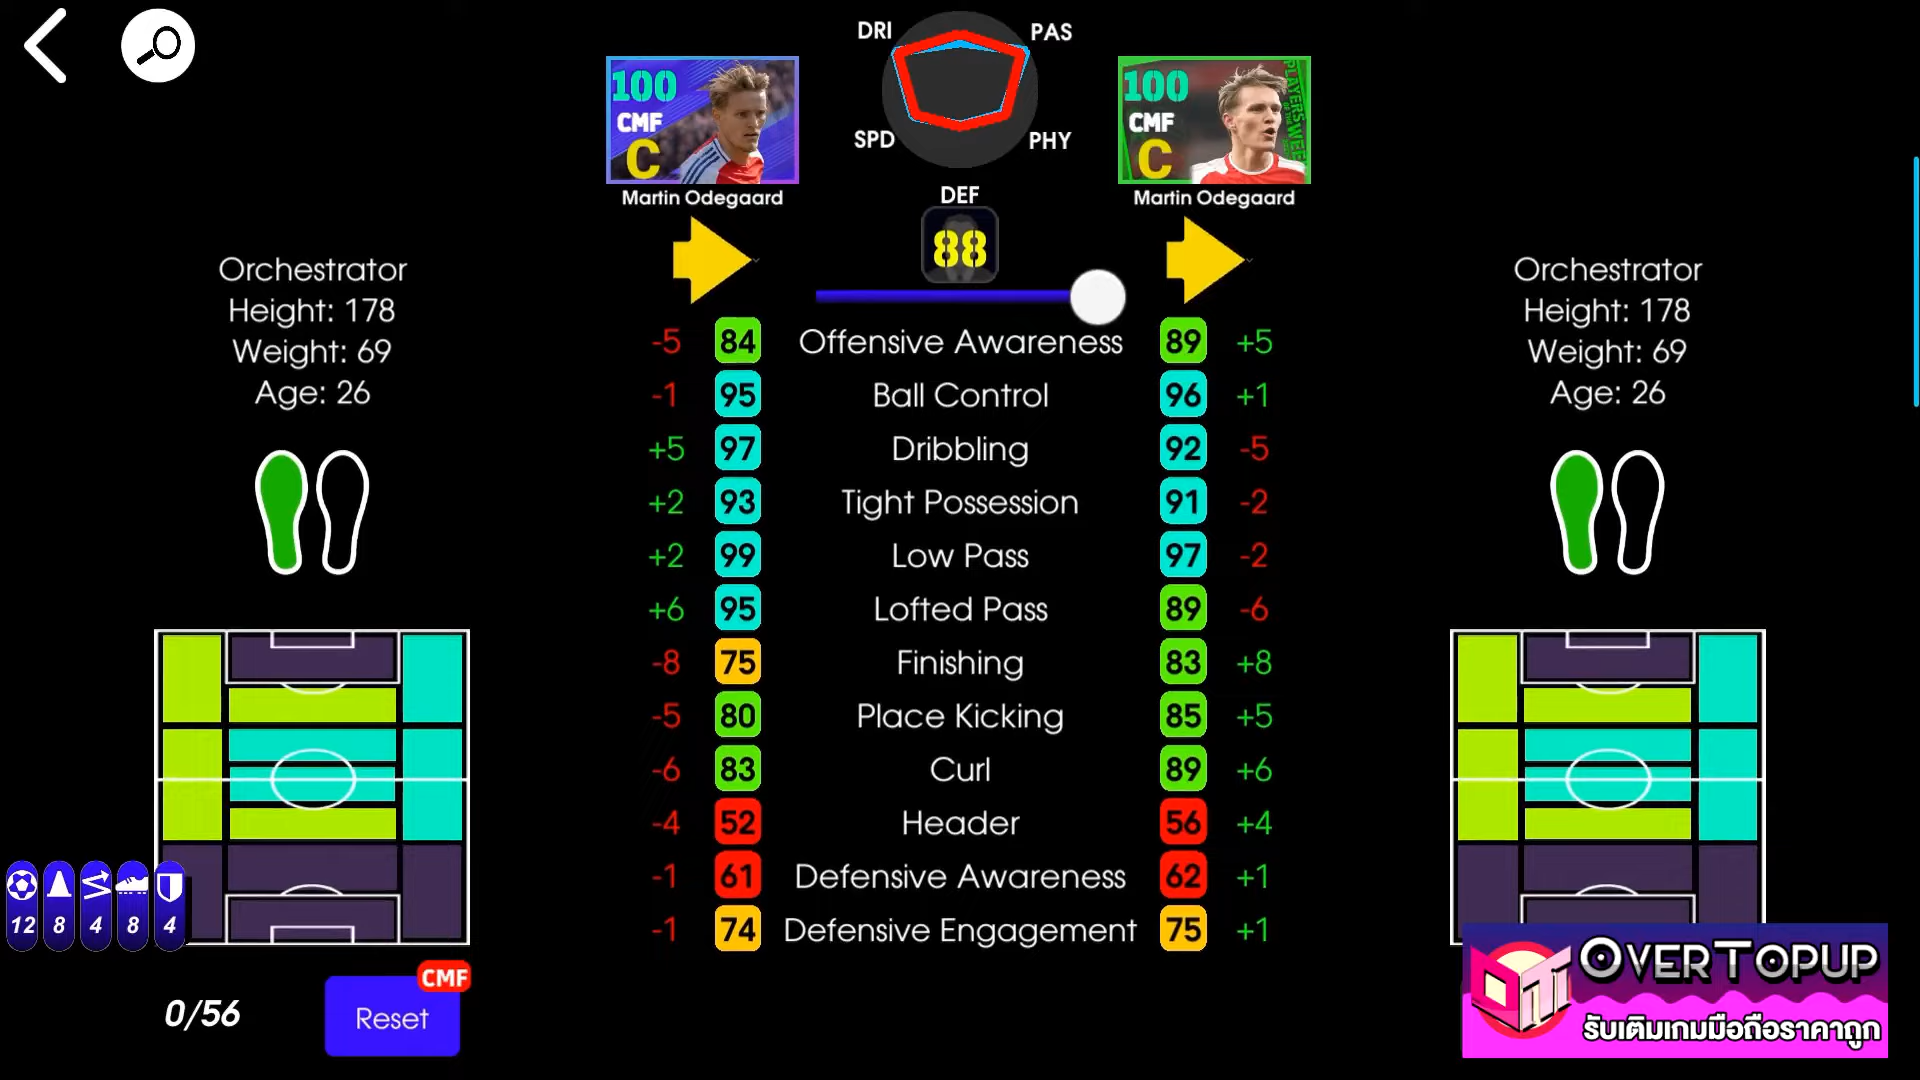 DRI
PAS
SPD
PHY
DEF
100
CMF
C
Martin Odegaard
100
CMF
C
PLAYERS
WEEK
Martin Odegaard
88
Orchestrator
Height: 178
Weight: 69
Age: 26
Orchestrator
Height: 178
Weight: 69
Age: 26
-5 84 Offensive Awareness 89 +5
-1 95 Ball Control 96 +1
+5 97 Dribbling 92 -5
+2 93 Tight Possession 91 -2
+2 99 Low Pass 97 -2
+6 95 Lofted Pass 89 -6
-8 75 Finishing 83 +8
-5 80 Place Kicking 85 +5
-6 83 Curl 89 +6
-4 52 Header 56 +4
-1 61 Defensive Awareness 62 +1
-1 74 Defensive Engagement 75 +1
12 8 4 8 4
0/56
CMF
Reset
OVERTOPUP
รับเติมเกมมือถือราคาถูก